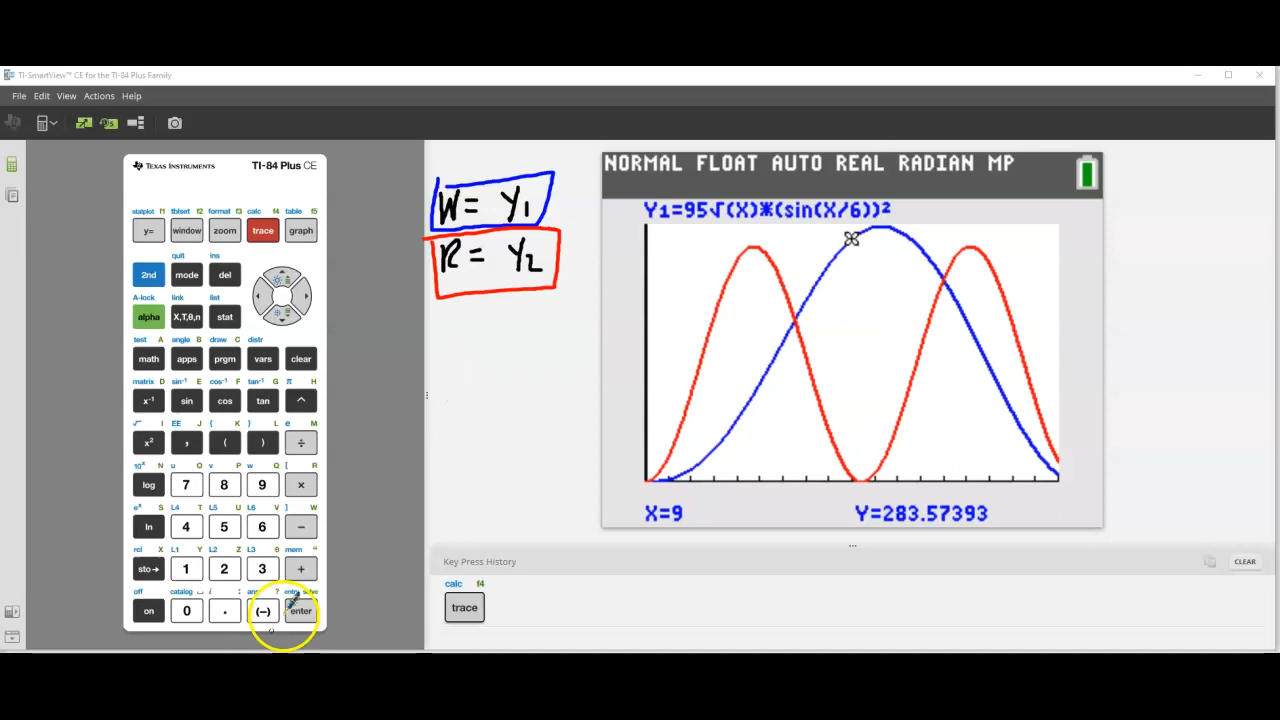 TI-SmartView™ CE for the TI-84 Plus Family
File Edit View Actions Help
TEXAS INSTRUMENTS TI-84 Plus CE
statplot f1 tblset f2 format f3 calc f4 table f5
y= window zoom trace graph
quit ins
2nd mode del
A-lock link list
alpha X,T,θ,n stat
test A angle B draw C distr
math apps prgm vars clear
matrix D sin⁻¹ E cos⁻¹ F tan⁻¹ G π H
x⁻¹ sin cos tan ^
√ I EE J { K } L e M
x² , ( ) ÷
10ˣ N u O v P w Q [ R
log 7 8 9 ×
eˣ S L4 T L5 U L6 V ] W
ln 4 5 6 −
rcl X L1 Y L2 Z L3 θ mem "
sto→ 1 2 3 +
off catalog i : ans ?
on 0 . (−) enter
W = Y1
R = Y2
NORMAL FLOAT AUTO REAL RADIAN MP
Y1=95√(X)*(sin(X/6))²
X=9 Y=283.57393
Key Press History
CLEAR
calc f4
trace